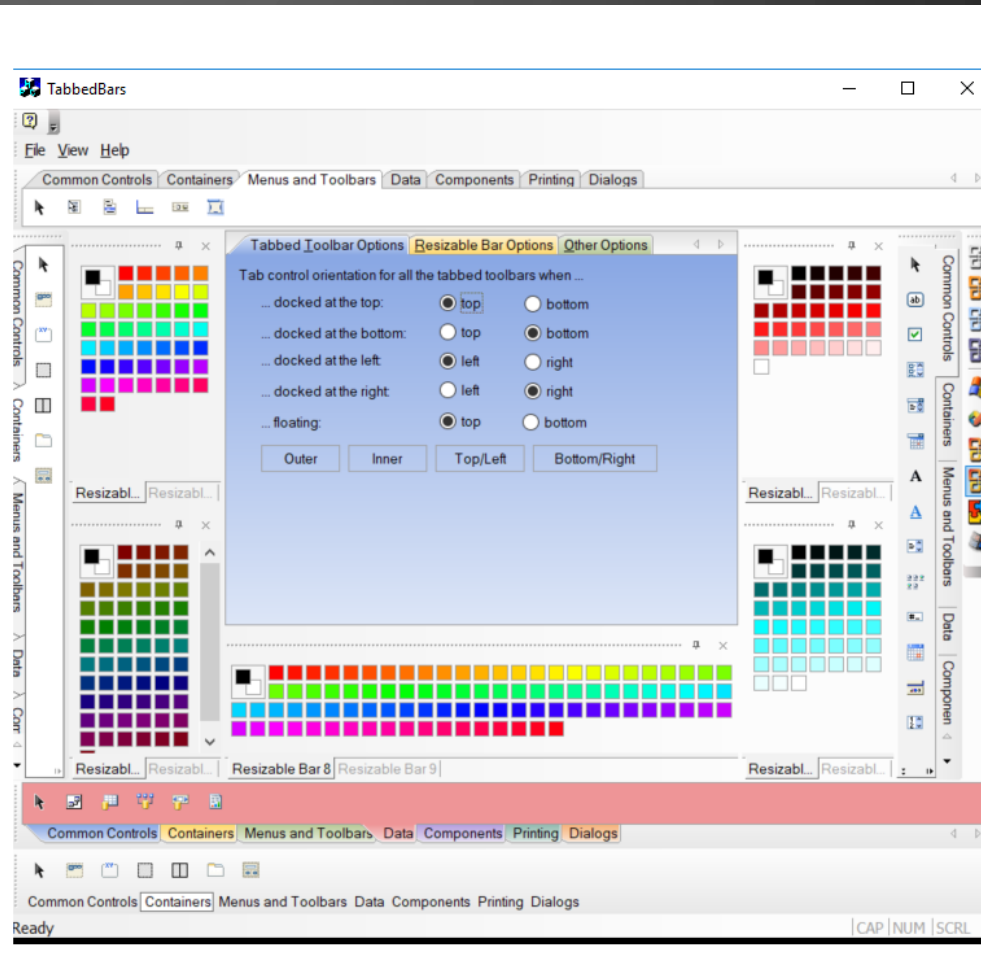 TabbedBars
File View Help
Common Controls Containers Menus and Toolbars Data Components Printing Dialogs
Tabbed Toolbar Options Resizable Bar Options Other Options
Tab control orientation for all the tabbed toolbars when ...
... docked at the top: top bottom
... docked at the bottom: top bottom
... docked at the left: left right
... docked at the right: left right
... floating: top bottom
Outer Inner Top/Left Bottom/Right
Common Controls
Containers
Menus and Toolbars
Data
Com
Resizabl... Resizabl...
Resizabl... Resizabl...
Resizable Bar 8 Resizable Bar 9
Resizabl... Resizabl...
Resizabl... Resizabl...
Common Controls
Containers
Menus and Toolbars
Data
Componen
Common Controls Containers Menus and Toolbars Data Components Printing Dialogs
Common Controls Containers Menus and Toolbars Data Components Printing Dialogs
Ready CAP NUM SCRL